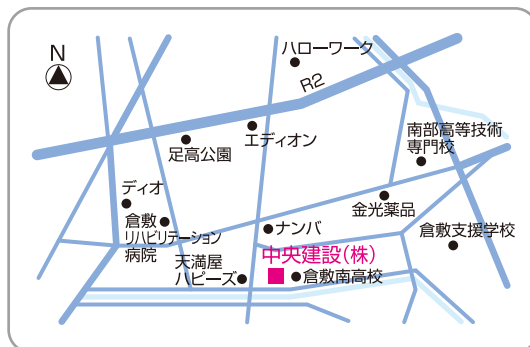 N
ハローワーク
R2
エディオン
足高公園
南部高等技術
専門校
ディオ
倉敷
リハビリテーション
病院
金光薬品
ナンバ
倉敷支援学校
中央建設(株)
天満屋
ハピーズ
倉敷南高校